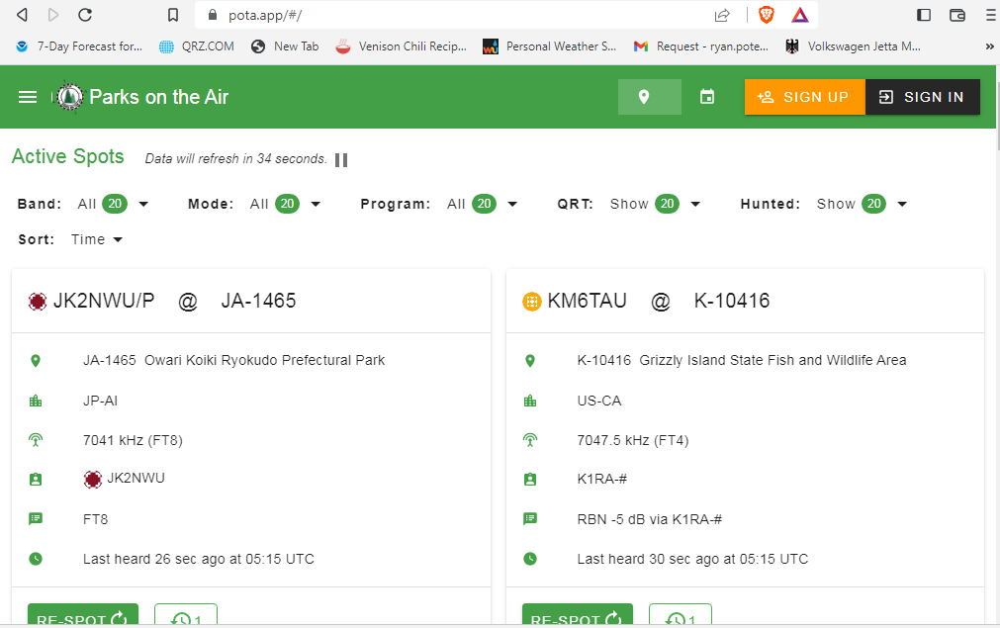 pota.app/#/
7-Day Forecast for... QRZ.COM New Tab Venison Chili Recip... Personal Weather S... Request - ryan.pote... Volkswagen Jetta M... »
Parks on the Air SIGN UP SIGN IN
Active Spots Data will refresh in 34 seconds.
Band: All 20 Mode: All 20 Program: All 20 QRT: Show 20 Hunted: Show 20
Sort: Time
JK2NWU/P @ JA-1465
JA-1465 Owari Koiki Ryokudo Prefectural Park
JP-AI
7041 kHz (FT8)
JK2NWU
FT8
Last heard 26 sec ago at 05:15 UTC
RE-SPOT 1
KM6TAU @ K-10416
K-10416 Grizzly Island State Fish and Wildlife Area
US-CA
7047.5 kHz (FT4)
K1RA-#
RBN -5 dB via K1RA-#
Last heard 30 sec ago at 05:15 UTC
RE-SPOT 1